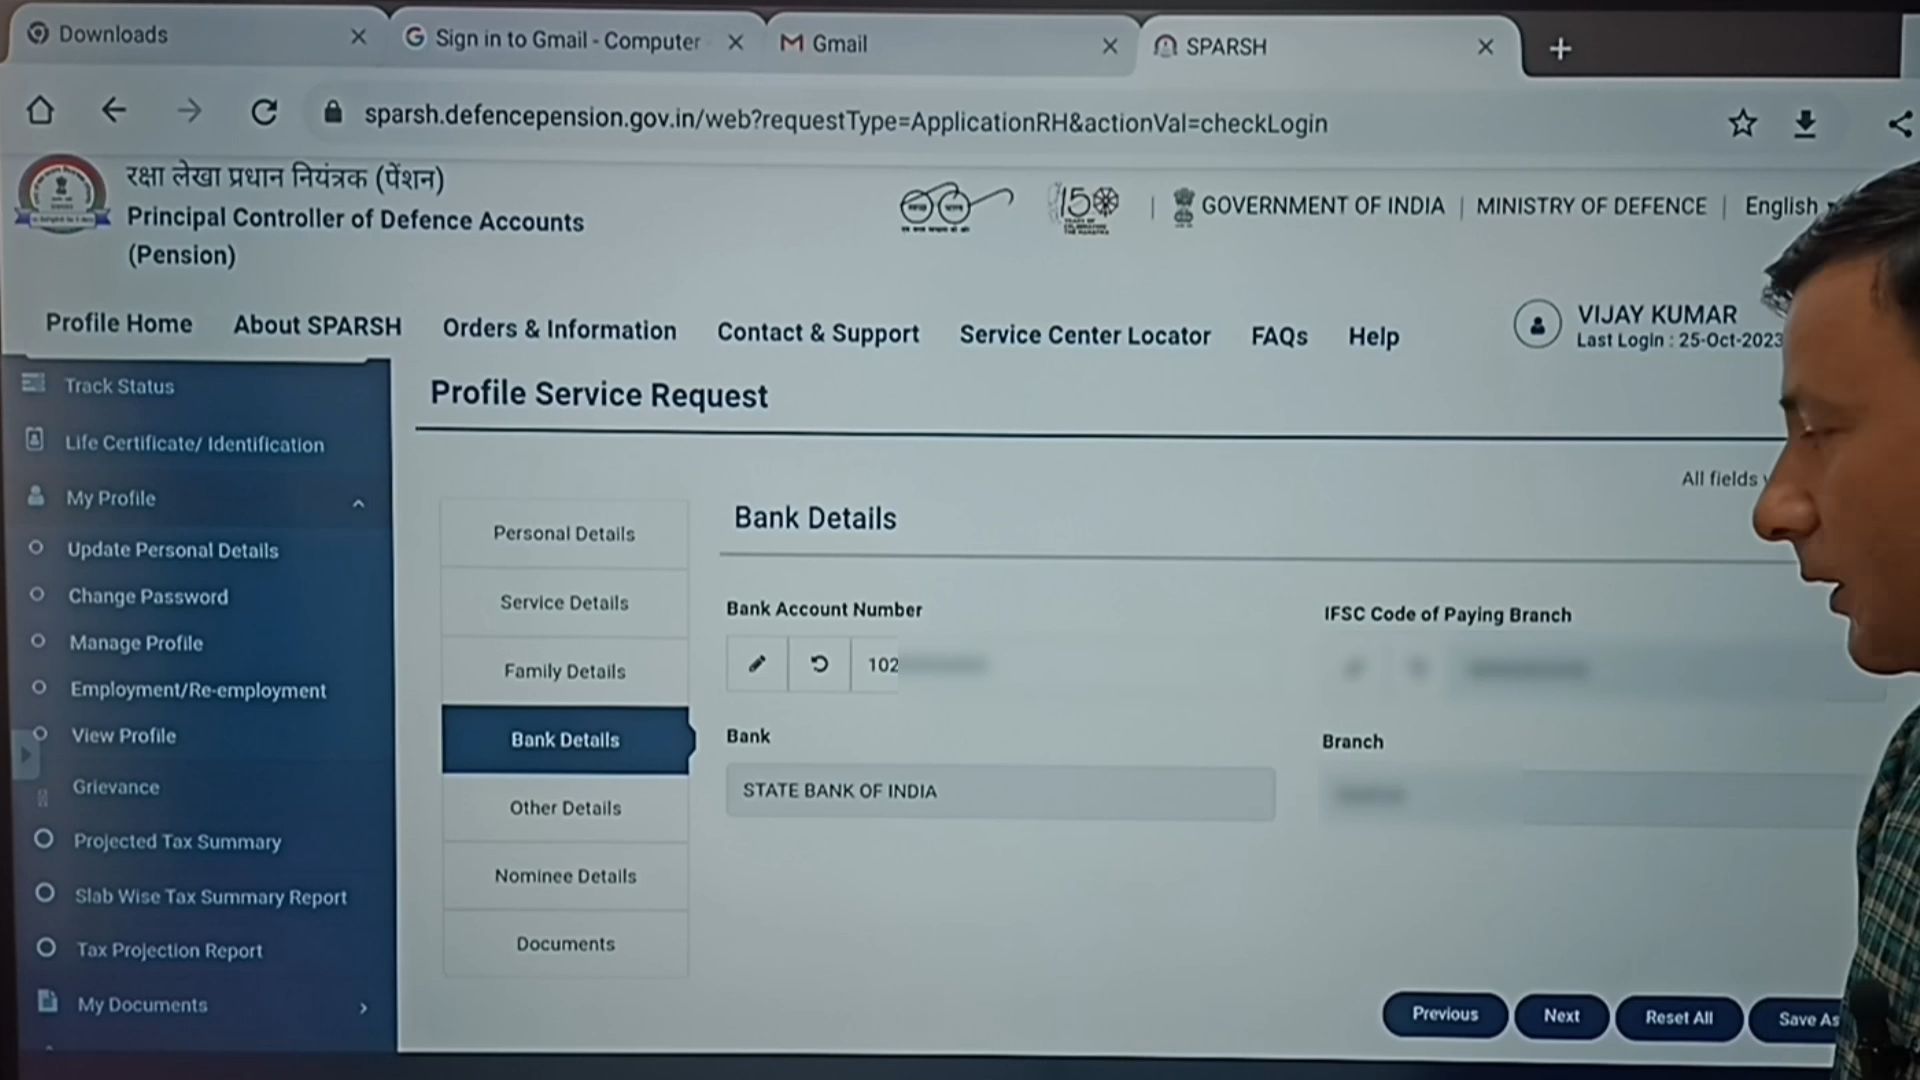 Downloads
Sign in to Gmail - Computer
Gmail
SPARSH
sparsh.defencepension.gov.in/web?requestType=ApplicationRH&actionVal=checkLogin
रक्षा लेखा प्रधान नियंत्रक (पेंशन)
Principal Controller of Defence Accounts
(Pension)
150
GOVERNMENT OF INDIA | MINISTRY OF DEFENCE | English
Profile Home
About SPARSH
Orders & Information
Contact & Support
Service Center Locator
FAQs
Help
VIJAY KUMAR
Last Login : 25-Oct-2023
Track Status
Life Certificate/ Identification
My Profile
Update Personal Details
Change Password
Manage Profile
Employment/Re-employment
View Profile
Grievance
Projected Tax Summary
Slab Wise Tax Summary Report
Tax Projection Report
My Documents
Profile Service Request
All fields
Personal Details
Service Details
Family Details
Bank Details
Other Details
Nominee Details
Documents
Bank Details
Bank Account Number
102
IFSC Code of Paying Branch
Bank
STATE BANK OF INDIA
Branch
Previous
Next
Reset All
Save As